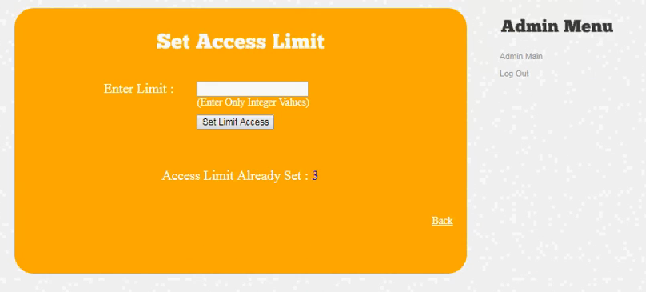 Set Access Limit
Enter Limit :
(Enter Only Integer Values)
Set Limit Access
Access Limit Already Set : 3
Back
Admin Menu
Admin Main
Log Out